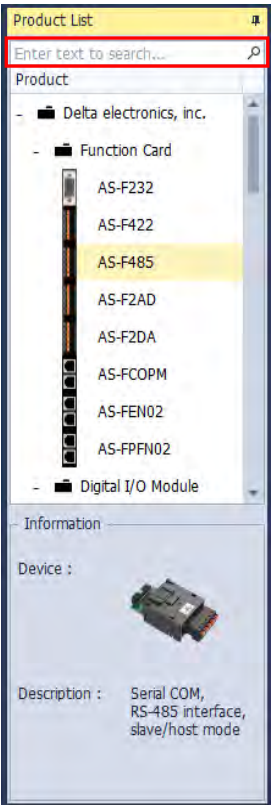 Product List
Enter text to search...
Product
- Delta electronics, inc.
- Function Card
AS-F232
AS-F422
AS-F485
AS-F2AD
AS-F2DA
AS-FCOPM
AS-FEN02
AS-FPFN02
- Digital I/O Module
Information
Device :
Description : Serial COM,
RS-485 interface,
slave/host mode